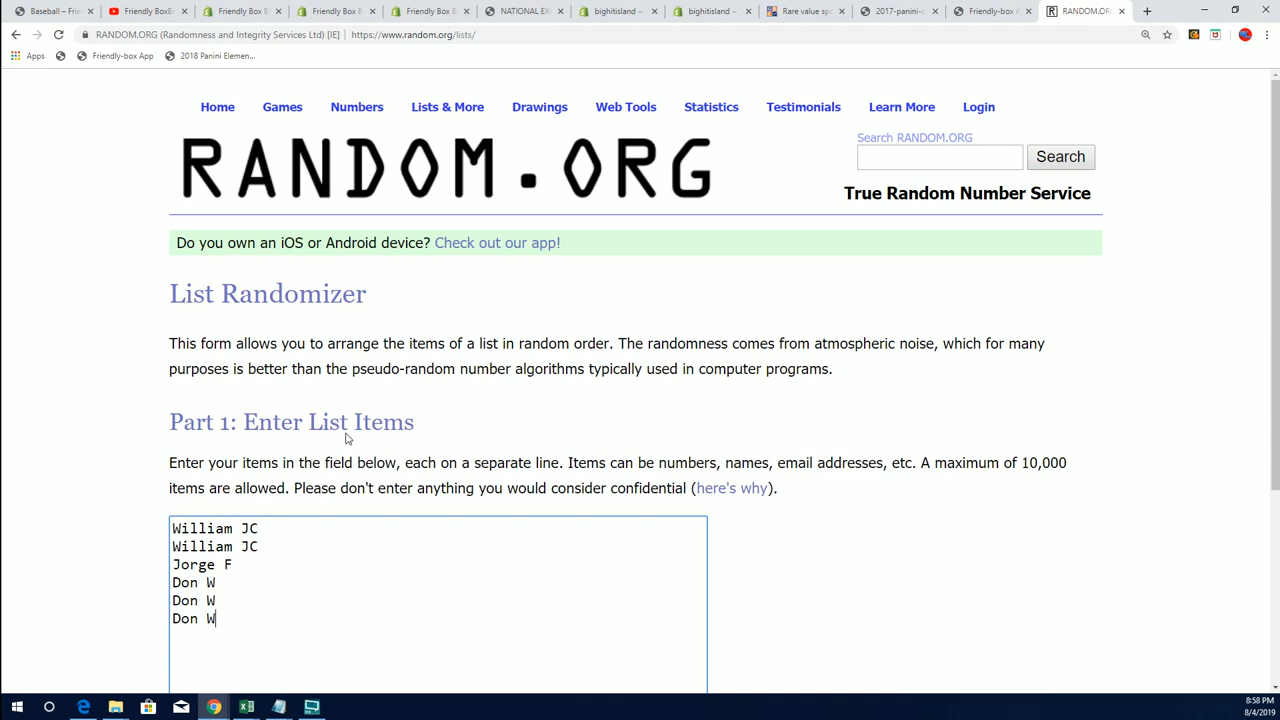 Baseball – Frie
Friendly BoxBr
Friendly Box B
Friendly Box B
Friendly Box B
NATIONAL EX
bighitisland ~
bighitisland ~
Rare value spo
2017-panini-c
Friendly-box A
RANDOM.OR
RANDOM.ORG (Randomness and Integrity Services Ltd) [IE] | https://www.random.org/lists/
Apps Friendly-box App 2018 Panini Elemen...
Home Games Numbers Lists & More Drawings Web Tools Statistics Testimonials Learn More Login
RANDOM.ORG
Search RANDOM.ORG
Search
True Random Number Service
Do you own an iOS or Android device? Check out our app!
List Randomizer
This form allows you to arrange the items of a list in random order. The randomness comes from atmospheric noise, which for many
purposes is better than the pseudo-random number algorithms typically used in computer programs.
Part 1: Enter List Items
Enter your items in the field below, each on a separate line. Items can be numbers, names, email addresses, etc. A maximum of 10,000
items are allowed. Please don't enter anything you would consider confidential (here's why).
William JC
William JC
Jorge F
Don W
Don W
Don W
8:58 PM
8/4/2019